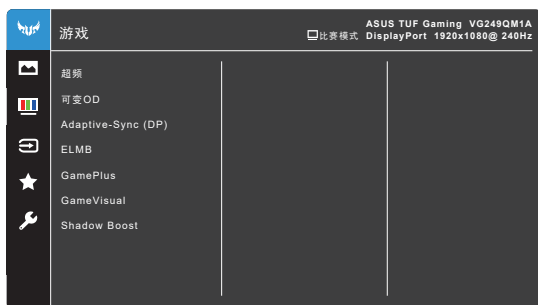 游戏
ASUS TUF Gaming VG249QM1A
比赛模式 DisplayPort 1920x1080@ 240Hz
超频
可变OD
Adaptive-Sync (DP)
ELMB
GamePlus
GameVisual
Shadow Boost